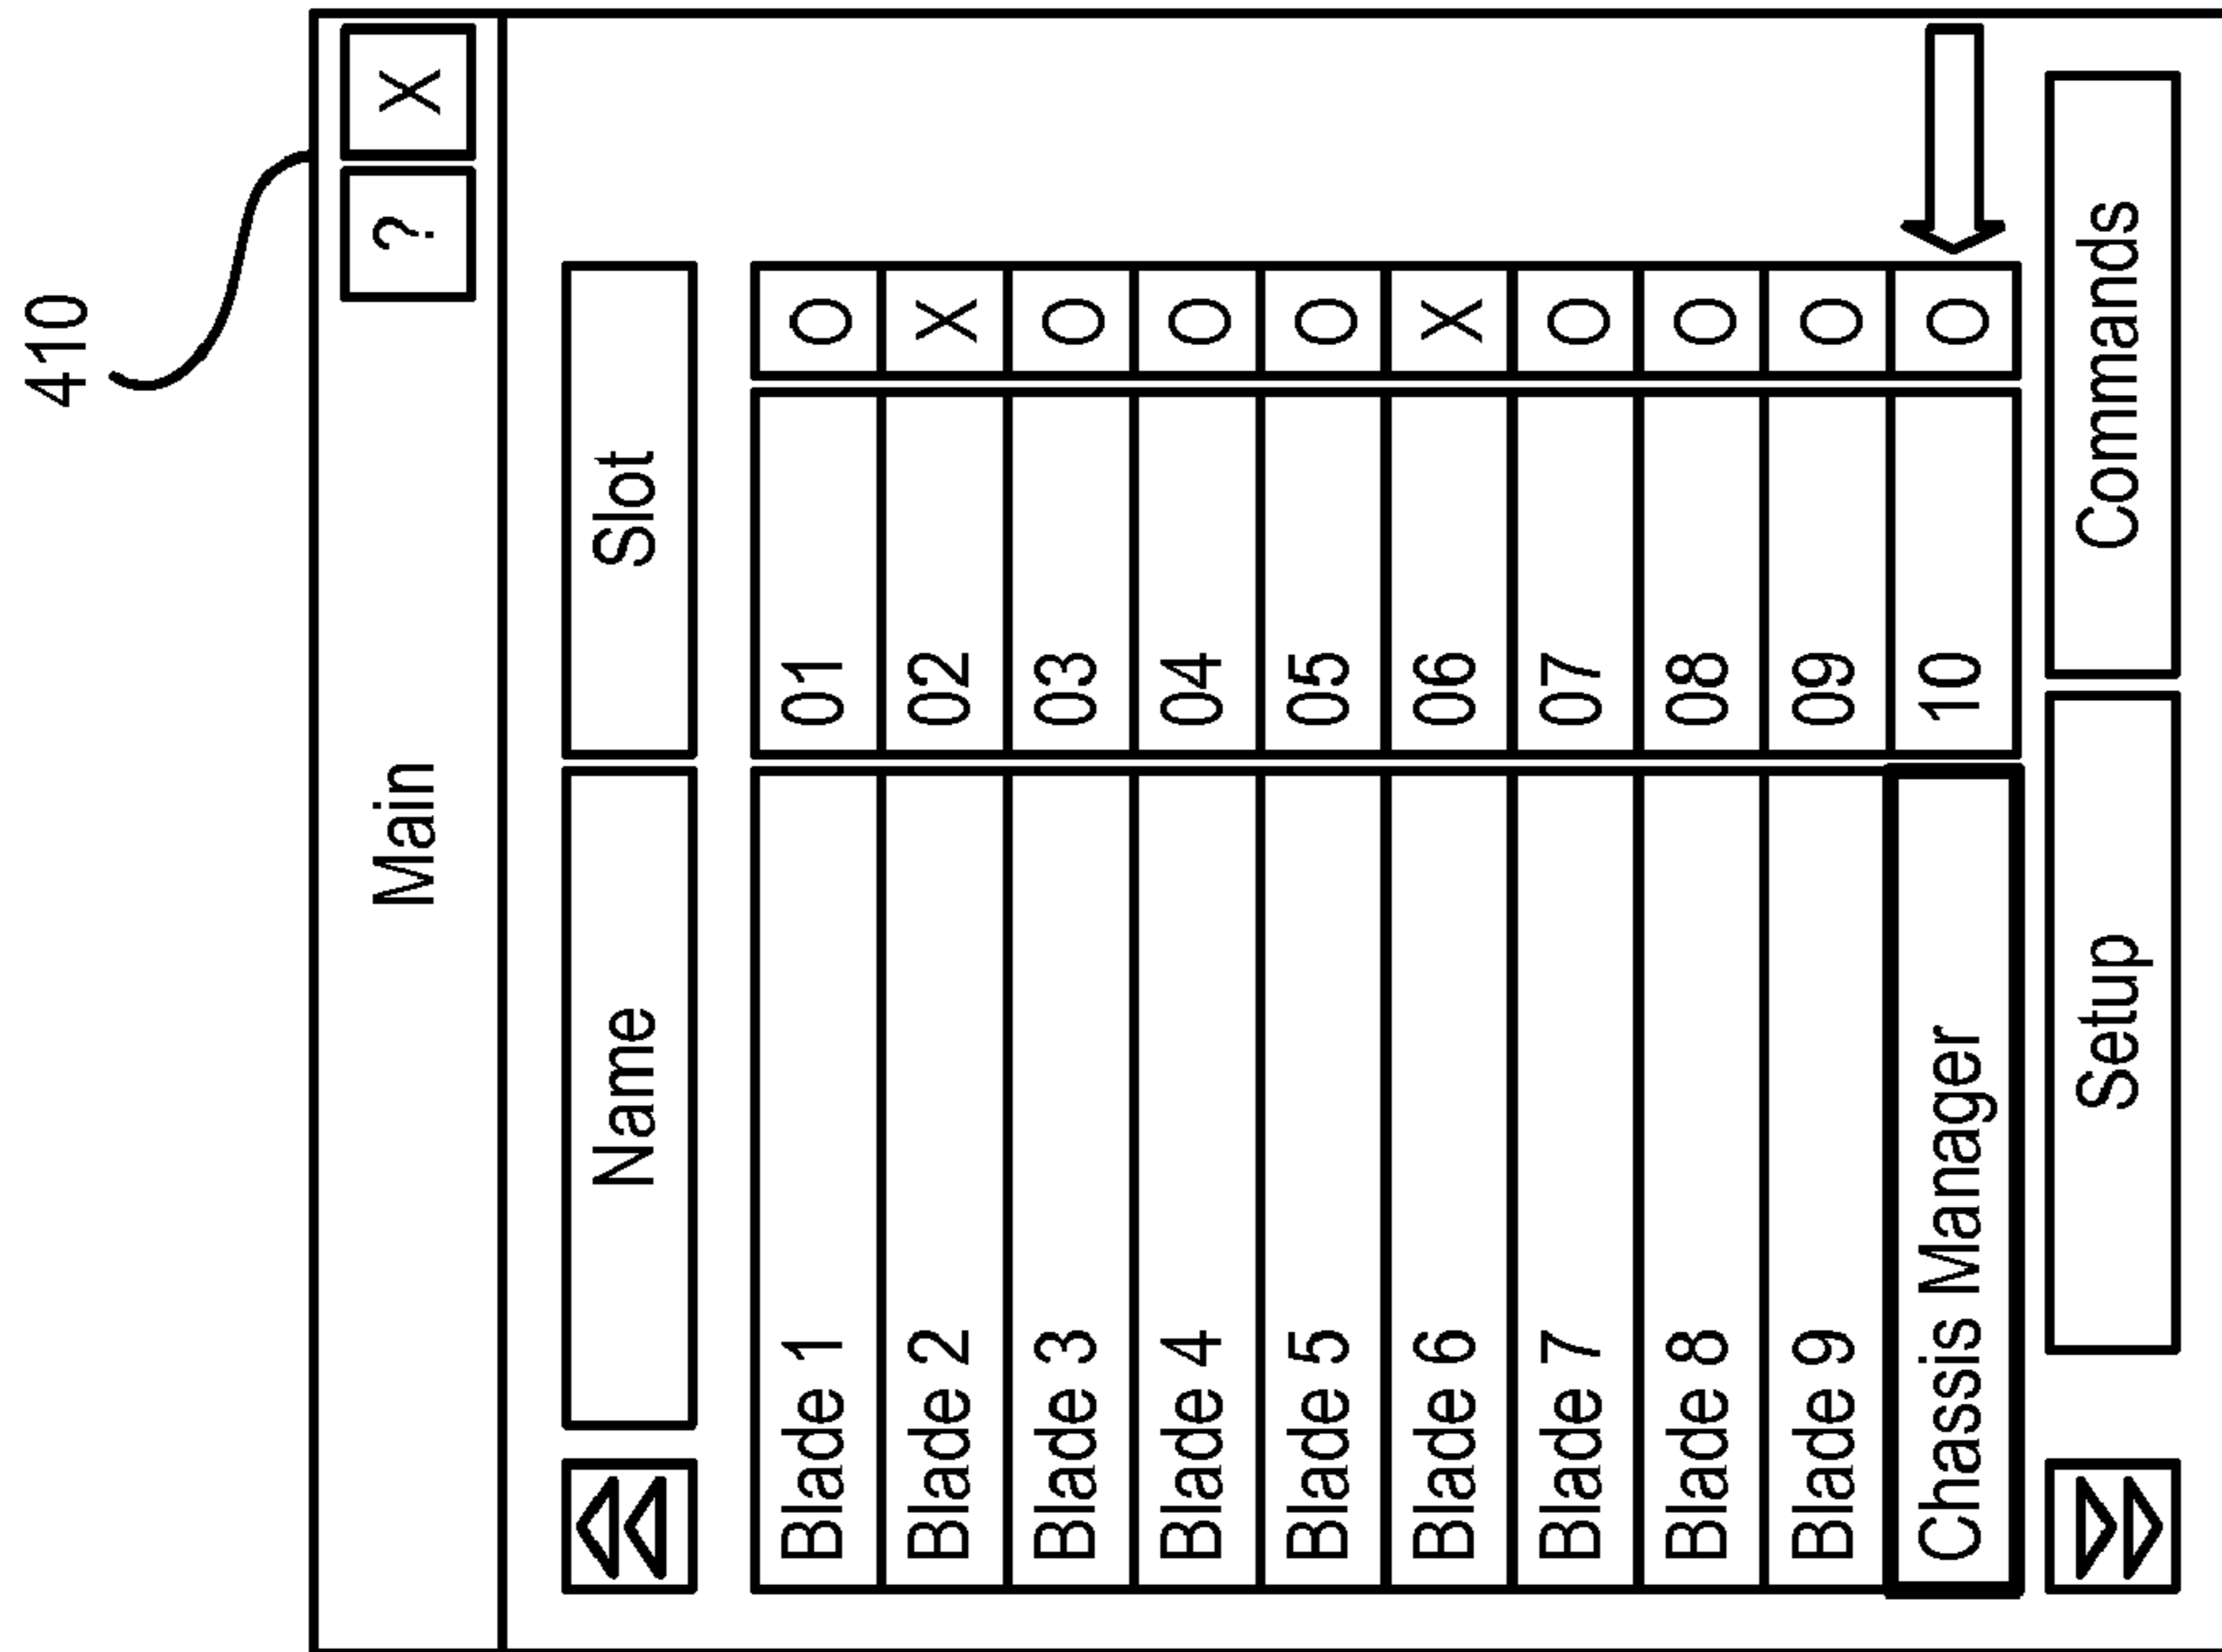 410
Main ? X
Name Slot
Blade 1 01 O
Blade 2 02 X
Blade 3 03 O
Blade 4 04 O
Blade 5 05 O
Blade 6 06 X
Blade 7 07 O
Blade 8 08 O
Blade 9 09 O
Chassis Manager 10 O
Setup Commands